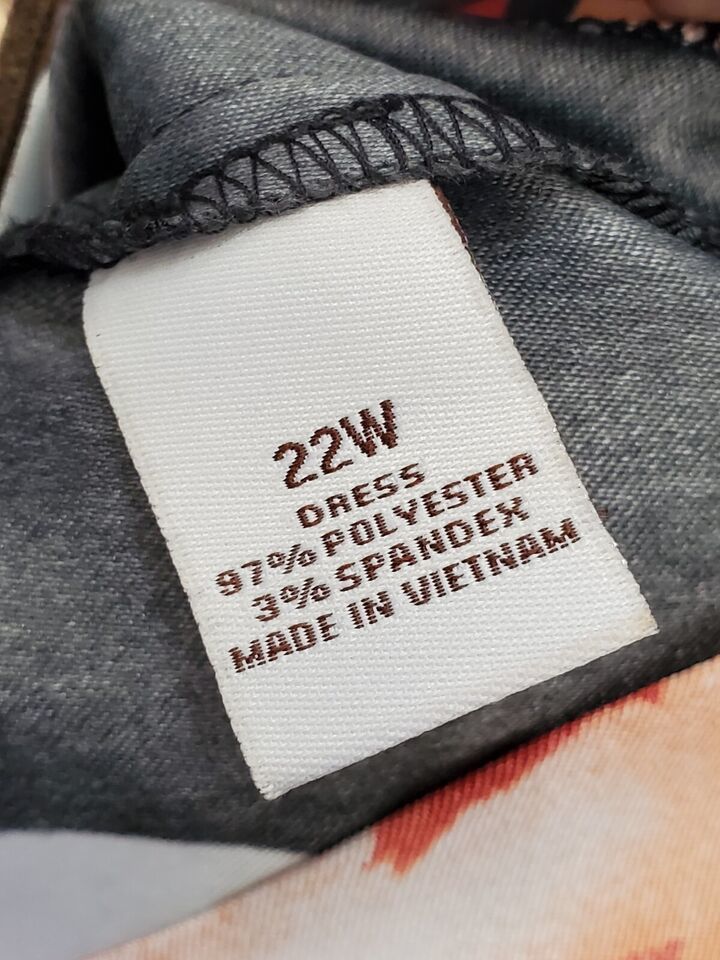 22W
DRESS
97% POLYESTER
3% SPANDEX
MADE IN VIETNAM